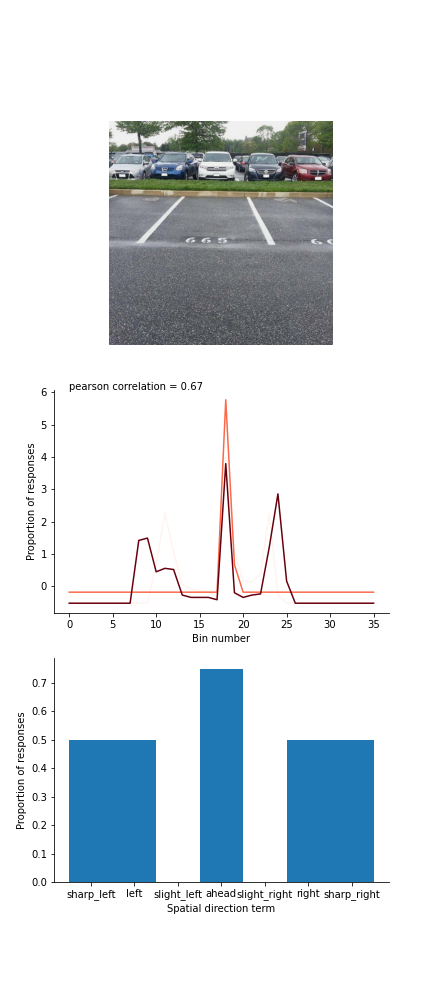 665
pearson correlation = 0.67
6
5
4
3
2
1
0
Proportion of responses
0 5 10 15 20 25 30 35
Bin number
0.7
0.6
0.5
0.4
0.3
0.2
0.1
0.0
Proportion of responses
sharp_left left slight_left ahead slight_right right sharp_right
Spatial direction term